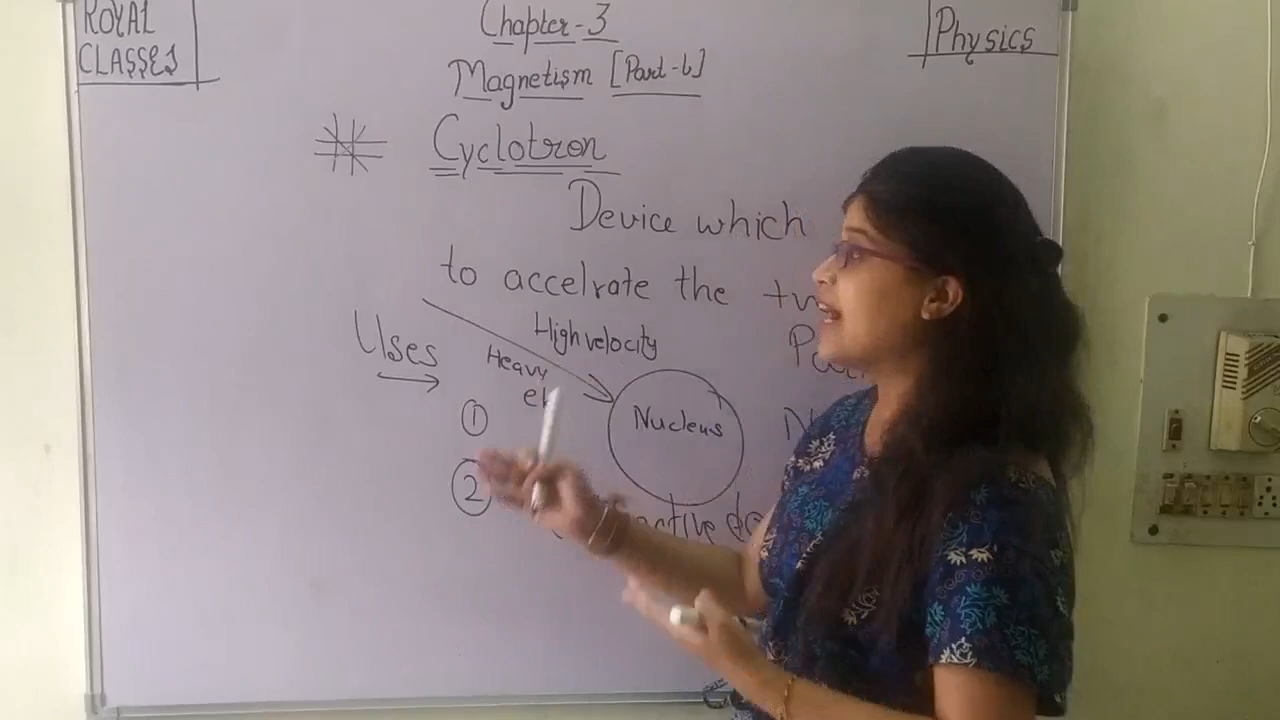 ROYAL
CLASSES
Chapter-3
Magnetism [Part-6]
Physics
Cyclotron
Device which
to accelrate the
Uses
High velocity
Heavy
①
Nucleus
②